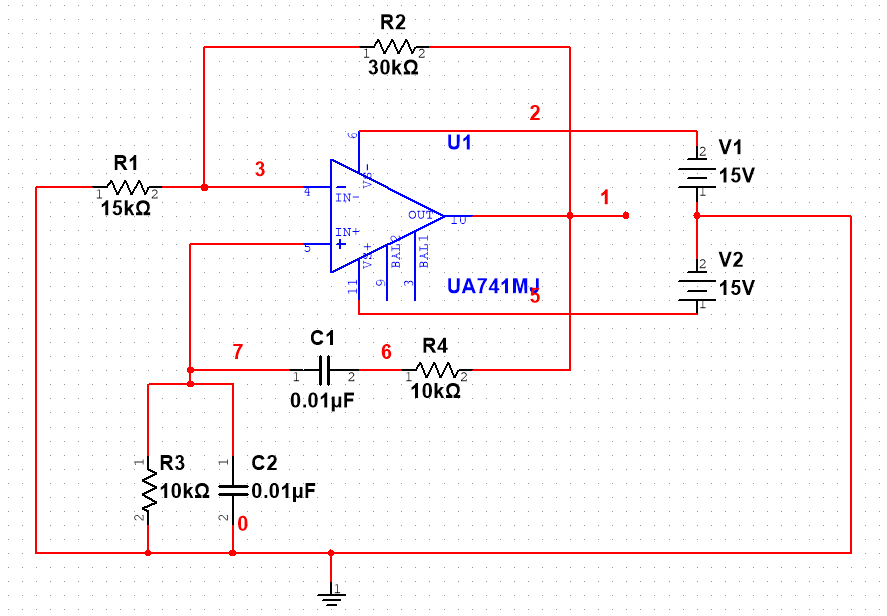 R2
1
2
30kΩ
2
6
U1
VS-
V1
2
15V
1
R1
1
2
15kΩ
3
4
IN-
OUT
10
1
IN+
5
VS+
BAL2
BAL1
11
9
3
UA741MJ
5
V2
2
15V
1
C1
7
6
R4
1
2
1
2
0.01µF
10kΩ
1
R3
10kΩ
2
1
C2
0.01µF
2
0
1